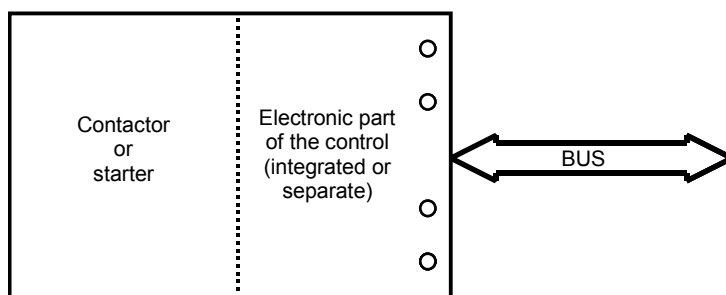 Contactor
or
starter
Electronic part
of the control
(integrated or
separate)
BUS